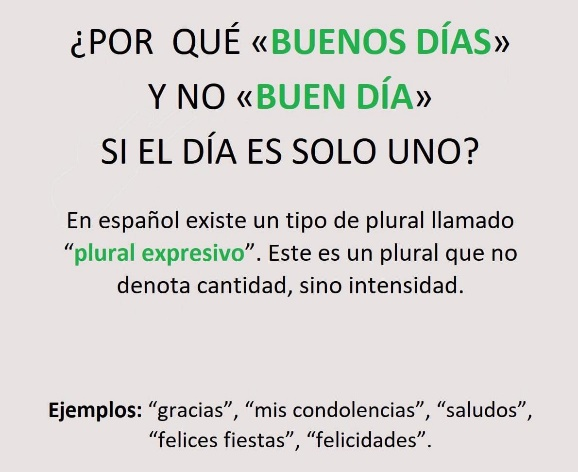 ¿POR QUÉ «BUENOS DÍAS»
Y NO «BUEN DÍA»
SI EL DÍA ES SOLO UNO?
En español existe un tipo de plural llamado
“plural expresivo”. Este es un plural que no
denota cantidad, sino intensidad.
Ejemplos: “gracias”, “mis condolencias”, “saludos”,
“felices fiestas”, “felicidades”.